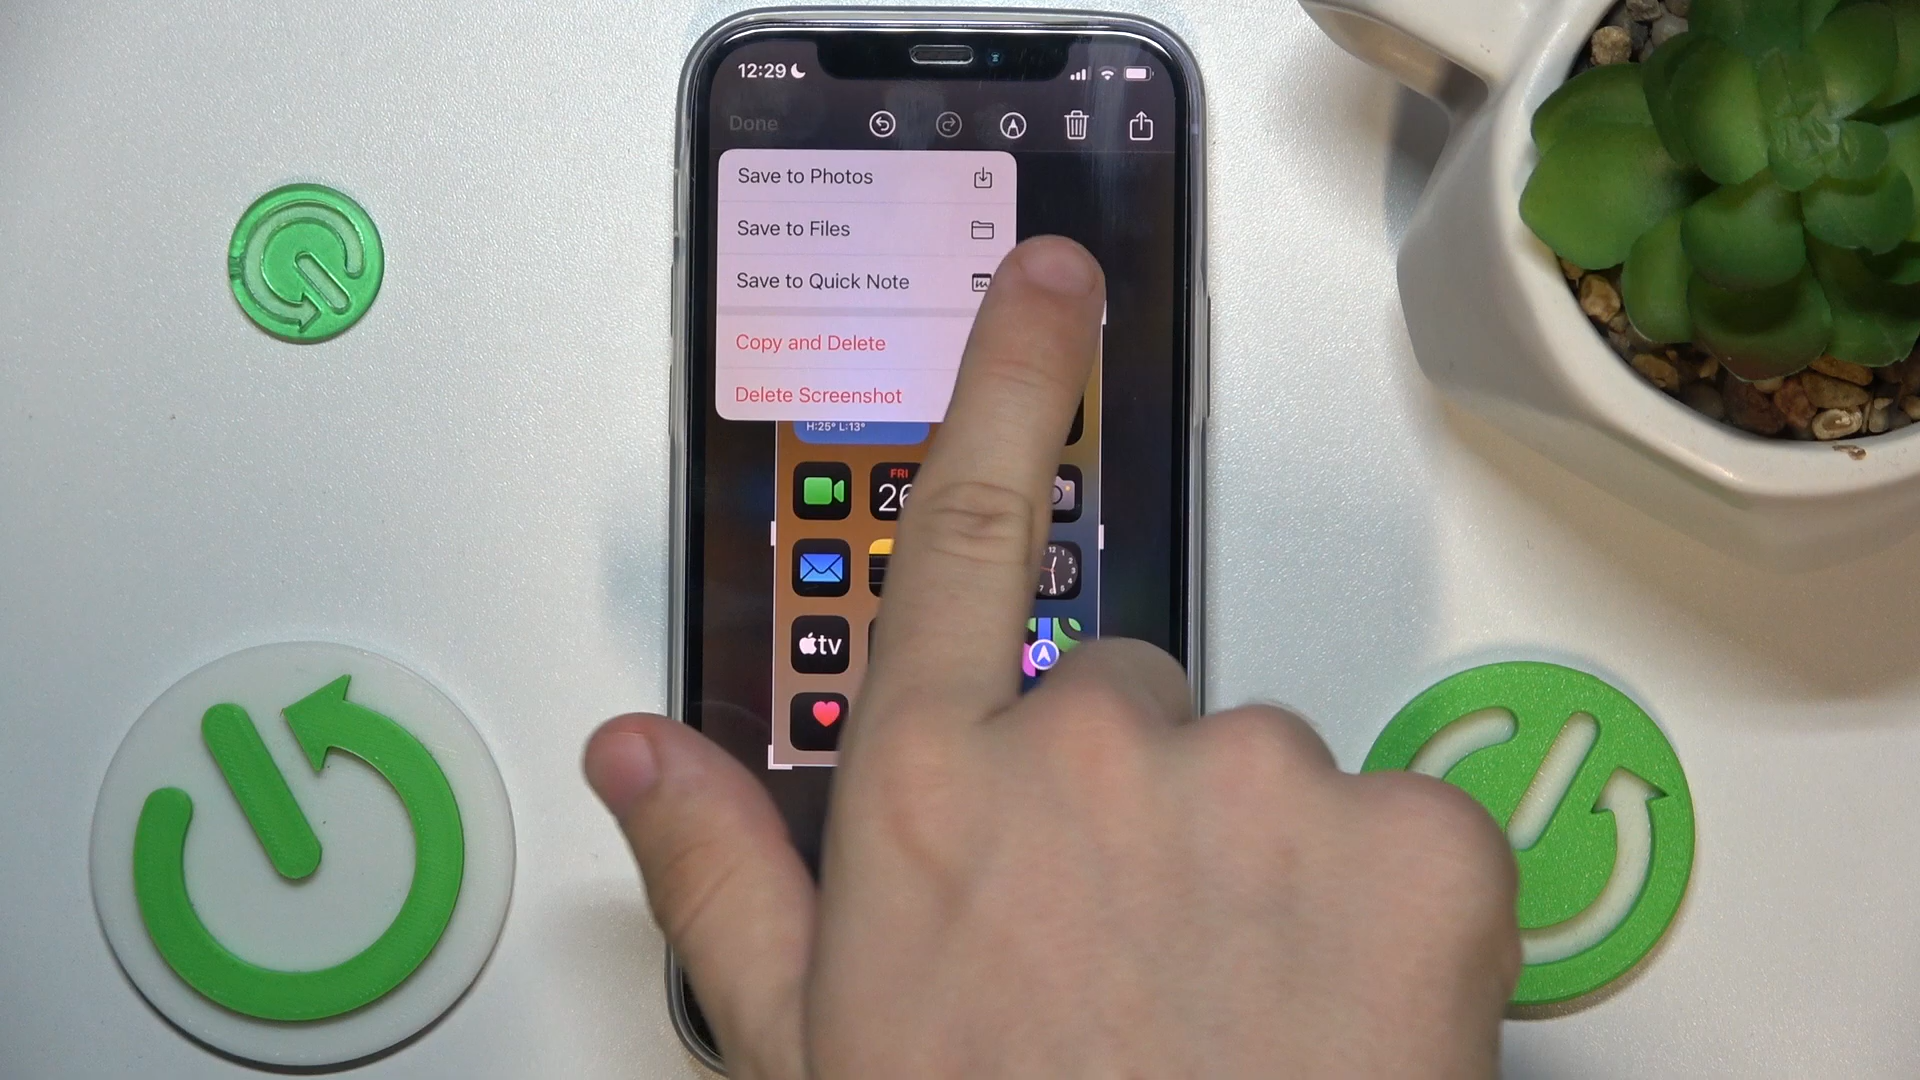 12:29
Done
Save to Photos
Save to Files
Save to Quick Note
Copy and Delete
Delete Screenshot
H:25° L:13°
FRI
26
tv